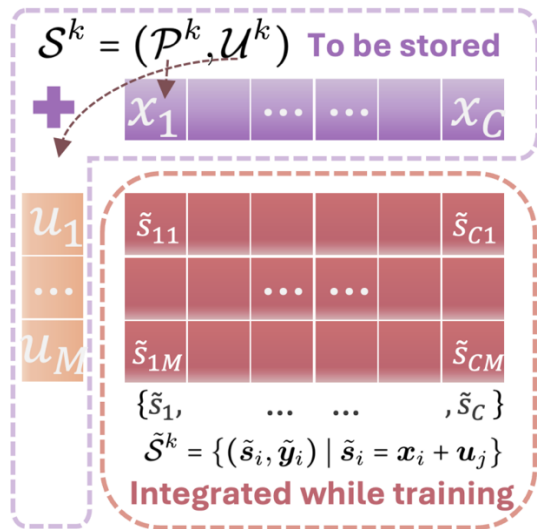 𝒮^k = (𝒫^k, 𝒰^k) To be stored
+ x_1 ... ... x_C
u_1 s̃_11 s̃_C1
... ... ...
u_M s̃_1M s̃_CM
{s̃_1, ... ... , s̃_C}
𝒮̃^k = {(s̃_i, ỹ_i) | s̃_i = x_i + u_j}
Integrated while training